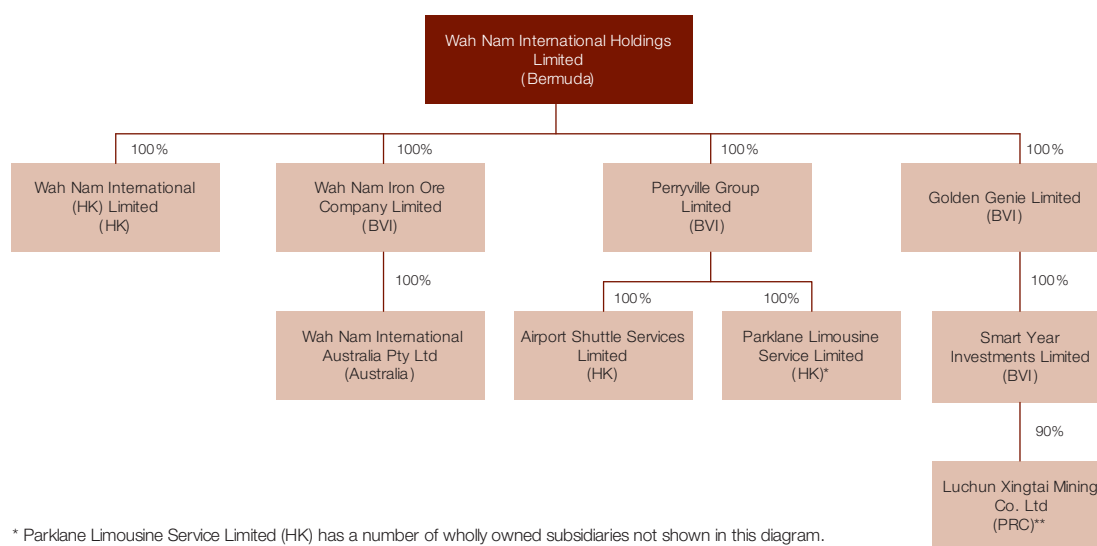 Wah Nam International Holdings
Limited
(Bermuda)
100%
100%
100%
100%
Wah Nam International
(HK) Limited
(HK)
Wah Nam Iron Ore
Company Limited
(BVI)
Perryville Group
Limited
(BVI)
Golden Genie Limited
(BVI)
100%
100%
100%
100%
Wah Nam International
Australia Pty Ltd
(Australia)
Airport Shuttle Services
Limited
(HK)
Parklane Limousine
Service Limited
(HK)*
Smart Year
Investments Limited
(BVI)
90%
Luchun Xingtai Mining
Co. Ltd
(PRC)**
* Parklane Limousine Service Limited (HK) has a number of wholly owned subsidiaries not shown in this diagram.